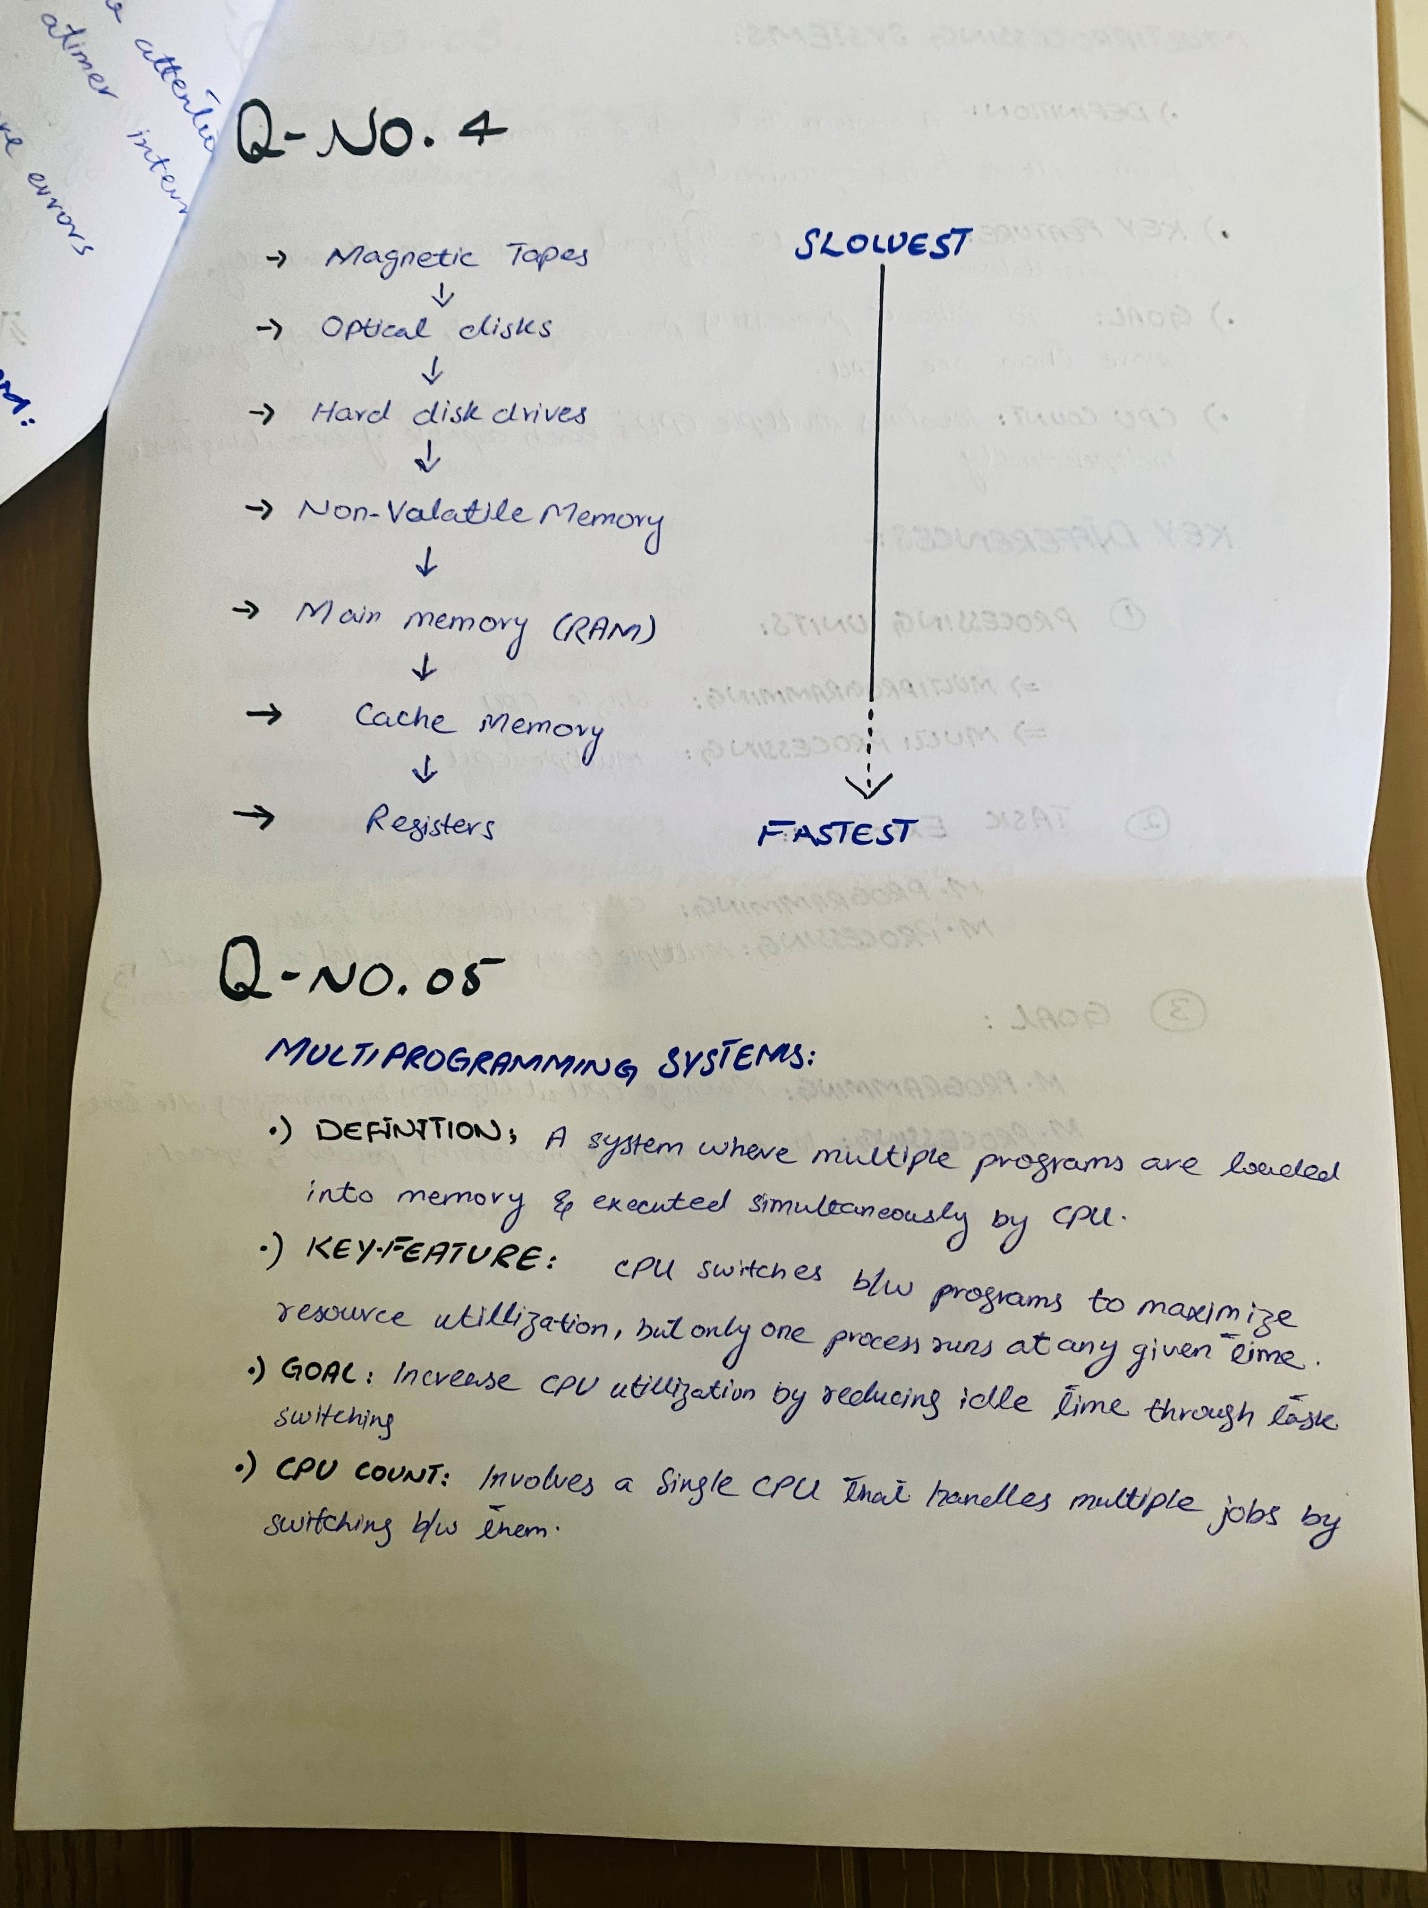 atimer interr
re errors
Q-No. 4
→ Magnetic Tapes
↓
→ Optical disks
↓
→ Hard disk drives
↓
→ Non-Valatile Memory
↓
→ Main memory (RAM)
↓
→ Cache Memory
↓
→ Registers
SLOWEST
FASTEST
Q-NO. 05
MULTIPROGRAMMING SYSTEMS:
•) DEFINITION; A system where multiple programs are loaded
into memory & executed simultaneously by CPU.
•) KEY-FEATURE: CPU switches b/w programs to maximize
resource utillization, but only one process runs at any given time.
•) GOAL: Increase CPU utillization by reducing idle time through task
switching
•) CPU COUNT: Involves a Single CPU that handles multiple jobs by
switching b/w them.